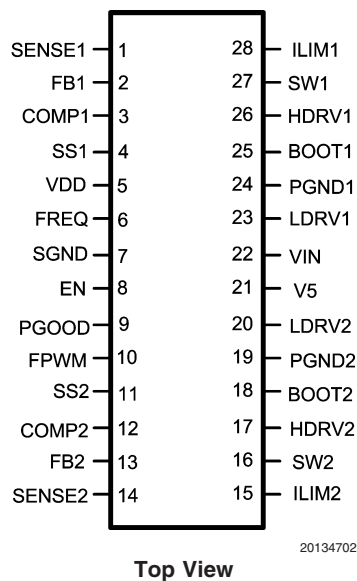 SENSE1 1 28 ILIM1
FB1 2 27 SW1
COMP1 3 26 HDRV1
SS1 4 25 BOOT1
VDD 5 24 PGND1
FREQ 6 23 LDRV1
SGND 7 22 VIN
EN 8 21 V5
PGOOD 9 20 LDRV2
FPWM 10 19 PGND2
SS2 11 18 BOOT2
COMP2 12 17 HDRV2
FB2 13 16 SW2
SENSE2 14 15 ILIM2
20134702
Top View